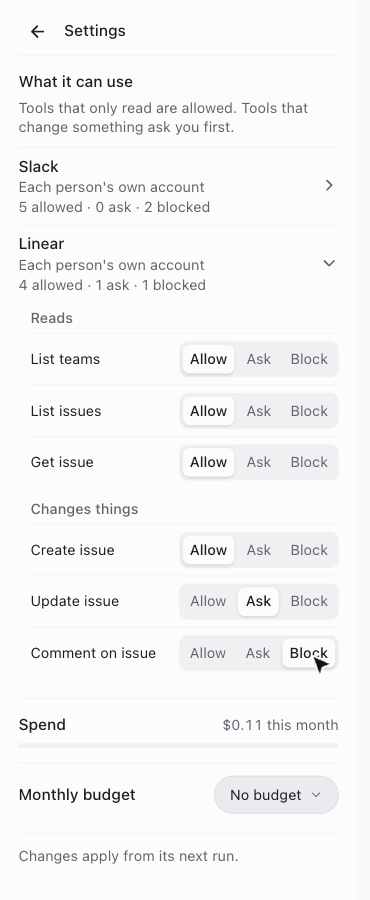 Settings
What it can use
Tools that only read are allowed. Tools that
change something ask you first.
Slack
Each person's own account
5 allowed · 0 ask · 2 blocked
Linear
Each person's own account
4 allowed · 1 ask · 1 blocked
Reads
List teams Allow Ask Block
List issues Allow Ask Block
Get issue Allow Ask Block
Changes things
Create issue Allow Ask Block
Update issue Allow Ask Block
Comment on issue Allow Ask Block
Spend $0.11 this month
Monthly budget No budget
Changes apply from its next run.